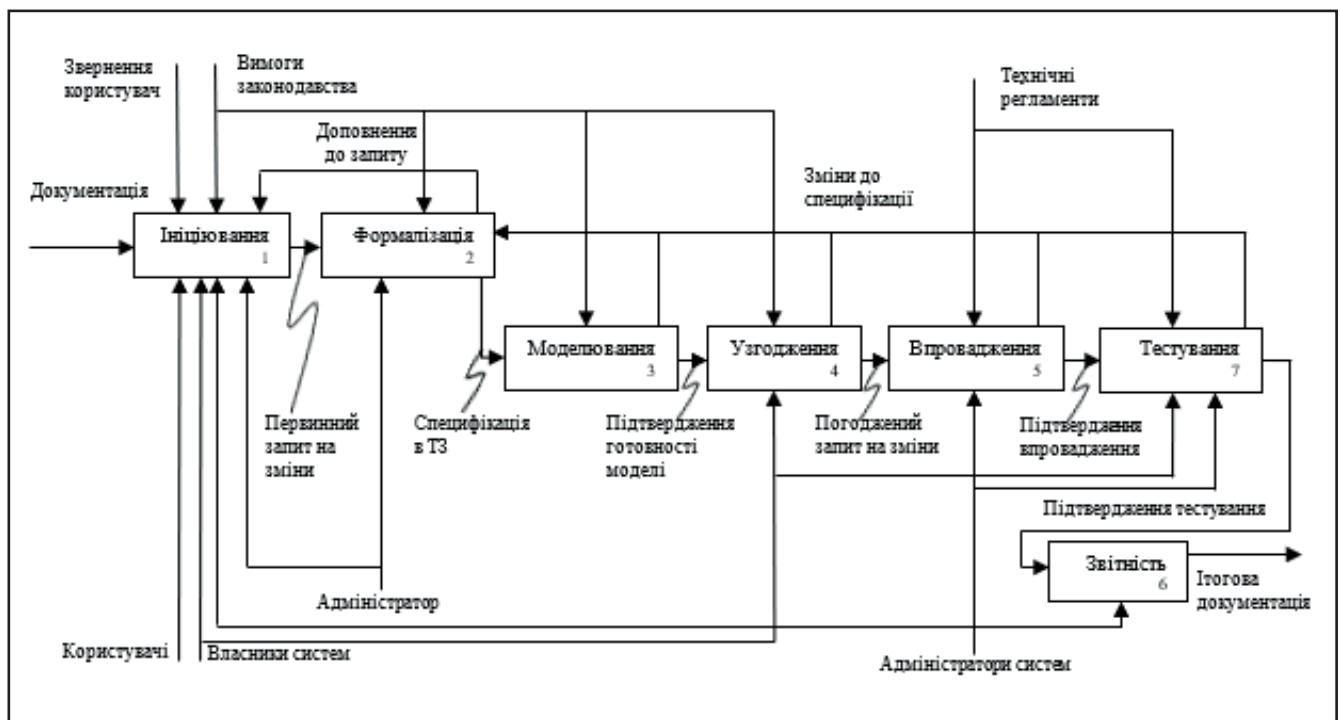 Звернення
користувач
Вимоги
законодавства
Технічні
регламенти
Доповнення
до запиту
Документація
Зміни до
специфікації
Ініціювання
1
Формалізація
2
Моделювання
3
Узгодження
4
Впровадження
5
Тестування
7
Первинний
запит на
зміни
Специфікація
в ТЗ
Підтвердження
готовності
моделі
Погоджений
запит на зміни
Підтвердження
впровадження
Підтвердження тестування
Звітність
6
Ітогова
документація
Адміністратор
Користувачі
Власники систем
Адміністратори систем